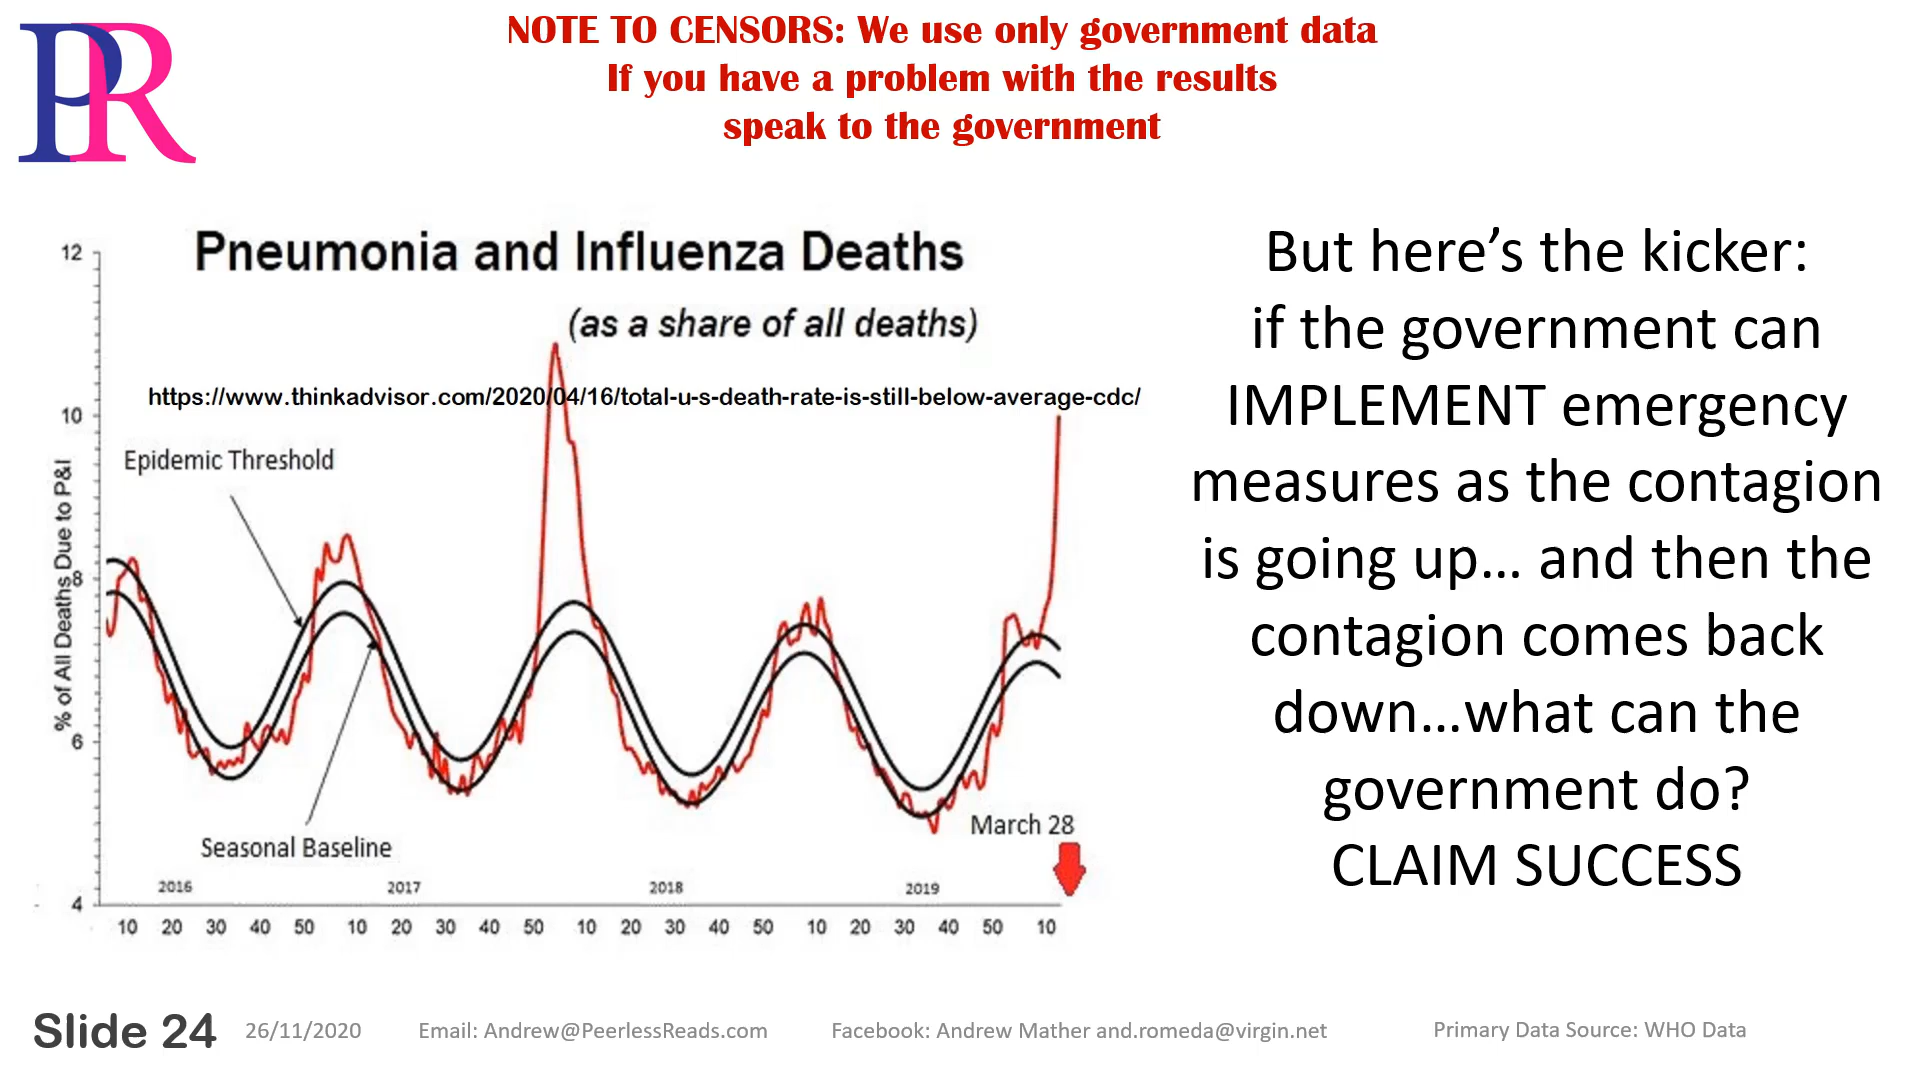 PR
NOTE TO CENSORS: We use only government data
If you have a problem with the results
speak to the government
Pneumonia and Influenza Deaths
(as a share of all deaths)
https://www.thinkadvisor.com/2020/04/16/total-u-s-death-rate-is-still-below-average-cdc/
% of All Deaths Due to P&I
12
10
8
6
4
Epidemic Threshold
Seasonal Baseline
March 28
2016 2017 2018 2019
10 20 30 40 50 10 20 30 40 50 10 20 30 40 50 10 20 30 40 50 10
But here’s the kicker:
if the government can
IMPLEMENT emergency
measures as the contagion
is going up… and then the
contagion comes back
down…what can the
government do?
CLAIM SUCCESS
Slide 24 26/11/2020 Email: Andrew@PeerlessReads.com Facebook: Andrew Mather and.romeda@virgin.net Primary Data Source: WHO Data